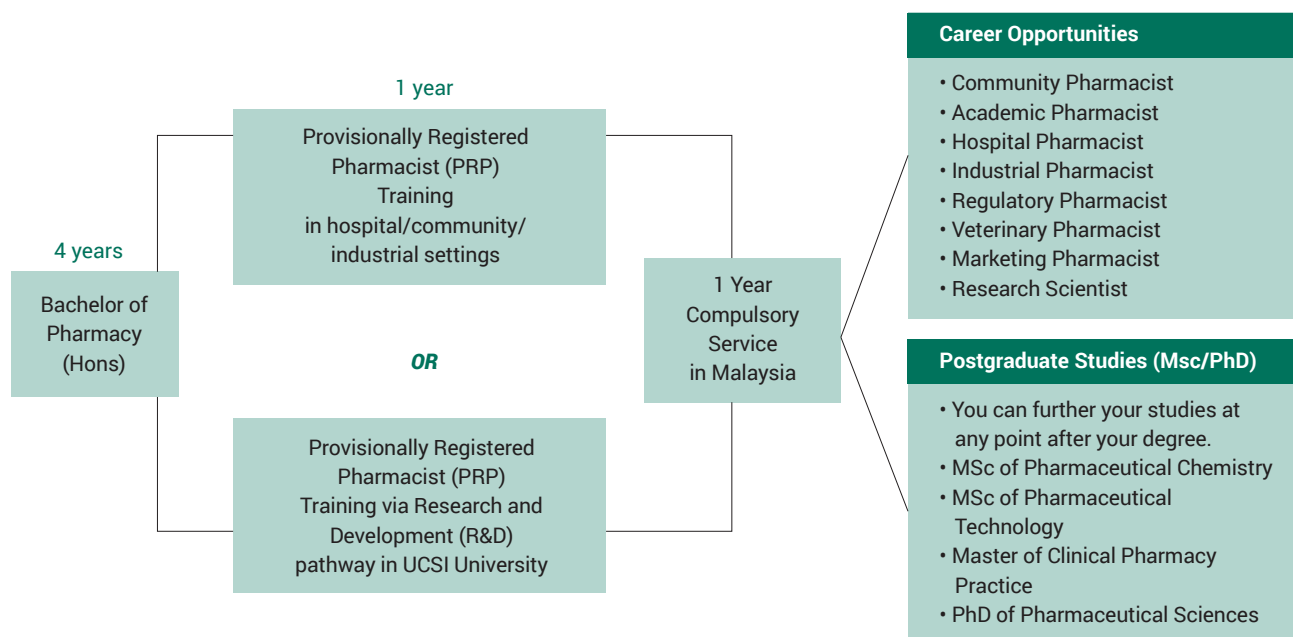 4 years
Bachelor of
Pharmacy
(Hons)
1 year
Provisionally Registered
Pharmacist (PRP)
Training
in hospital/community/
industrial settings
OR
Provisionally Registered
Pharmacist (PRP)
Training via Research and
Development (R&D)
pathway in UCSI University
1 Year
Compulsory
Service
in Malaysia
Career Opportunities
• Community Pharmacist
• Academic Pharmacist
• Hospital Pharmacist
• Industrial Pharmacist
• Regulatory Pharmacist
• Veterinary Pharmacist
• Marketing Pharmacist
• Research Scientist
Postgraduate Studies (Msc/PhD)
• You can further your studies at
any point after your degree.
• MSc of Pharmaceutical Chemistry
• MSc of Pharmaceutical
Technology
• Master of Clinical Pharmacy
Practice
• PhD of Pharmaceutical Sciences